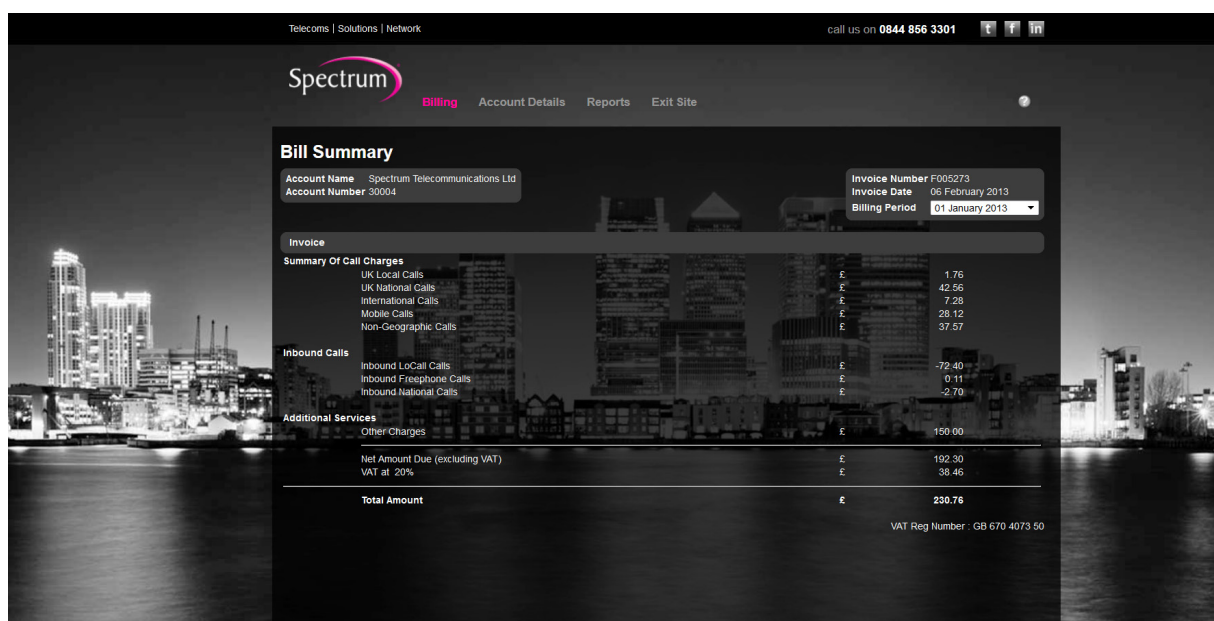 Telecoms | Solutions | Network
call us on 0844 856 3301
t f in
Spectrum
Billing Account Details Reports Exit Site
?
Bill Summary
Account Name Spectrum Telecommunications Ltd
Account Number 30004
Invoice Number F005273
Invoice Date 06 February 2013
Billing Period 01 January 2013
Invoice
Summary Of Call Charges
UK Local Calls £ 1.76
UK National Calls £ 42.56
International Calls £ 7.28
Mobile Calls £ 28.12
Non-Geographic Calls £ 37.57
Inbound Calls
Inbound LoCall Calls £ -72.40
Inbound Freephone Calls £ 0.11
Inbound National Calls £ -2.70
Additional Services
Other Charges £ 150.00
Net Amount Due (excluding VAT) £ 192.30
VAT at 20% £ 38.46
Total Amount £ 230.76
VAT Reg Number : GB 670 4073 50